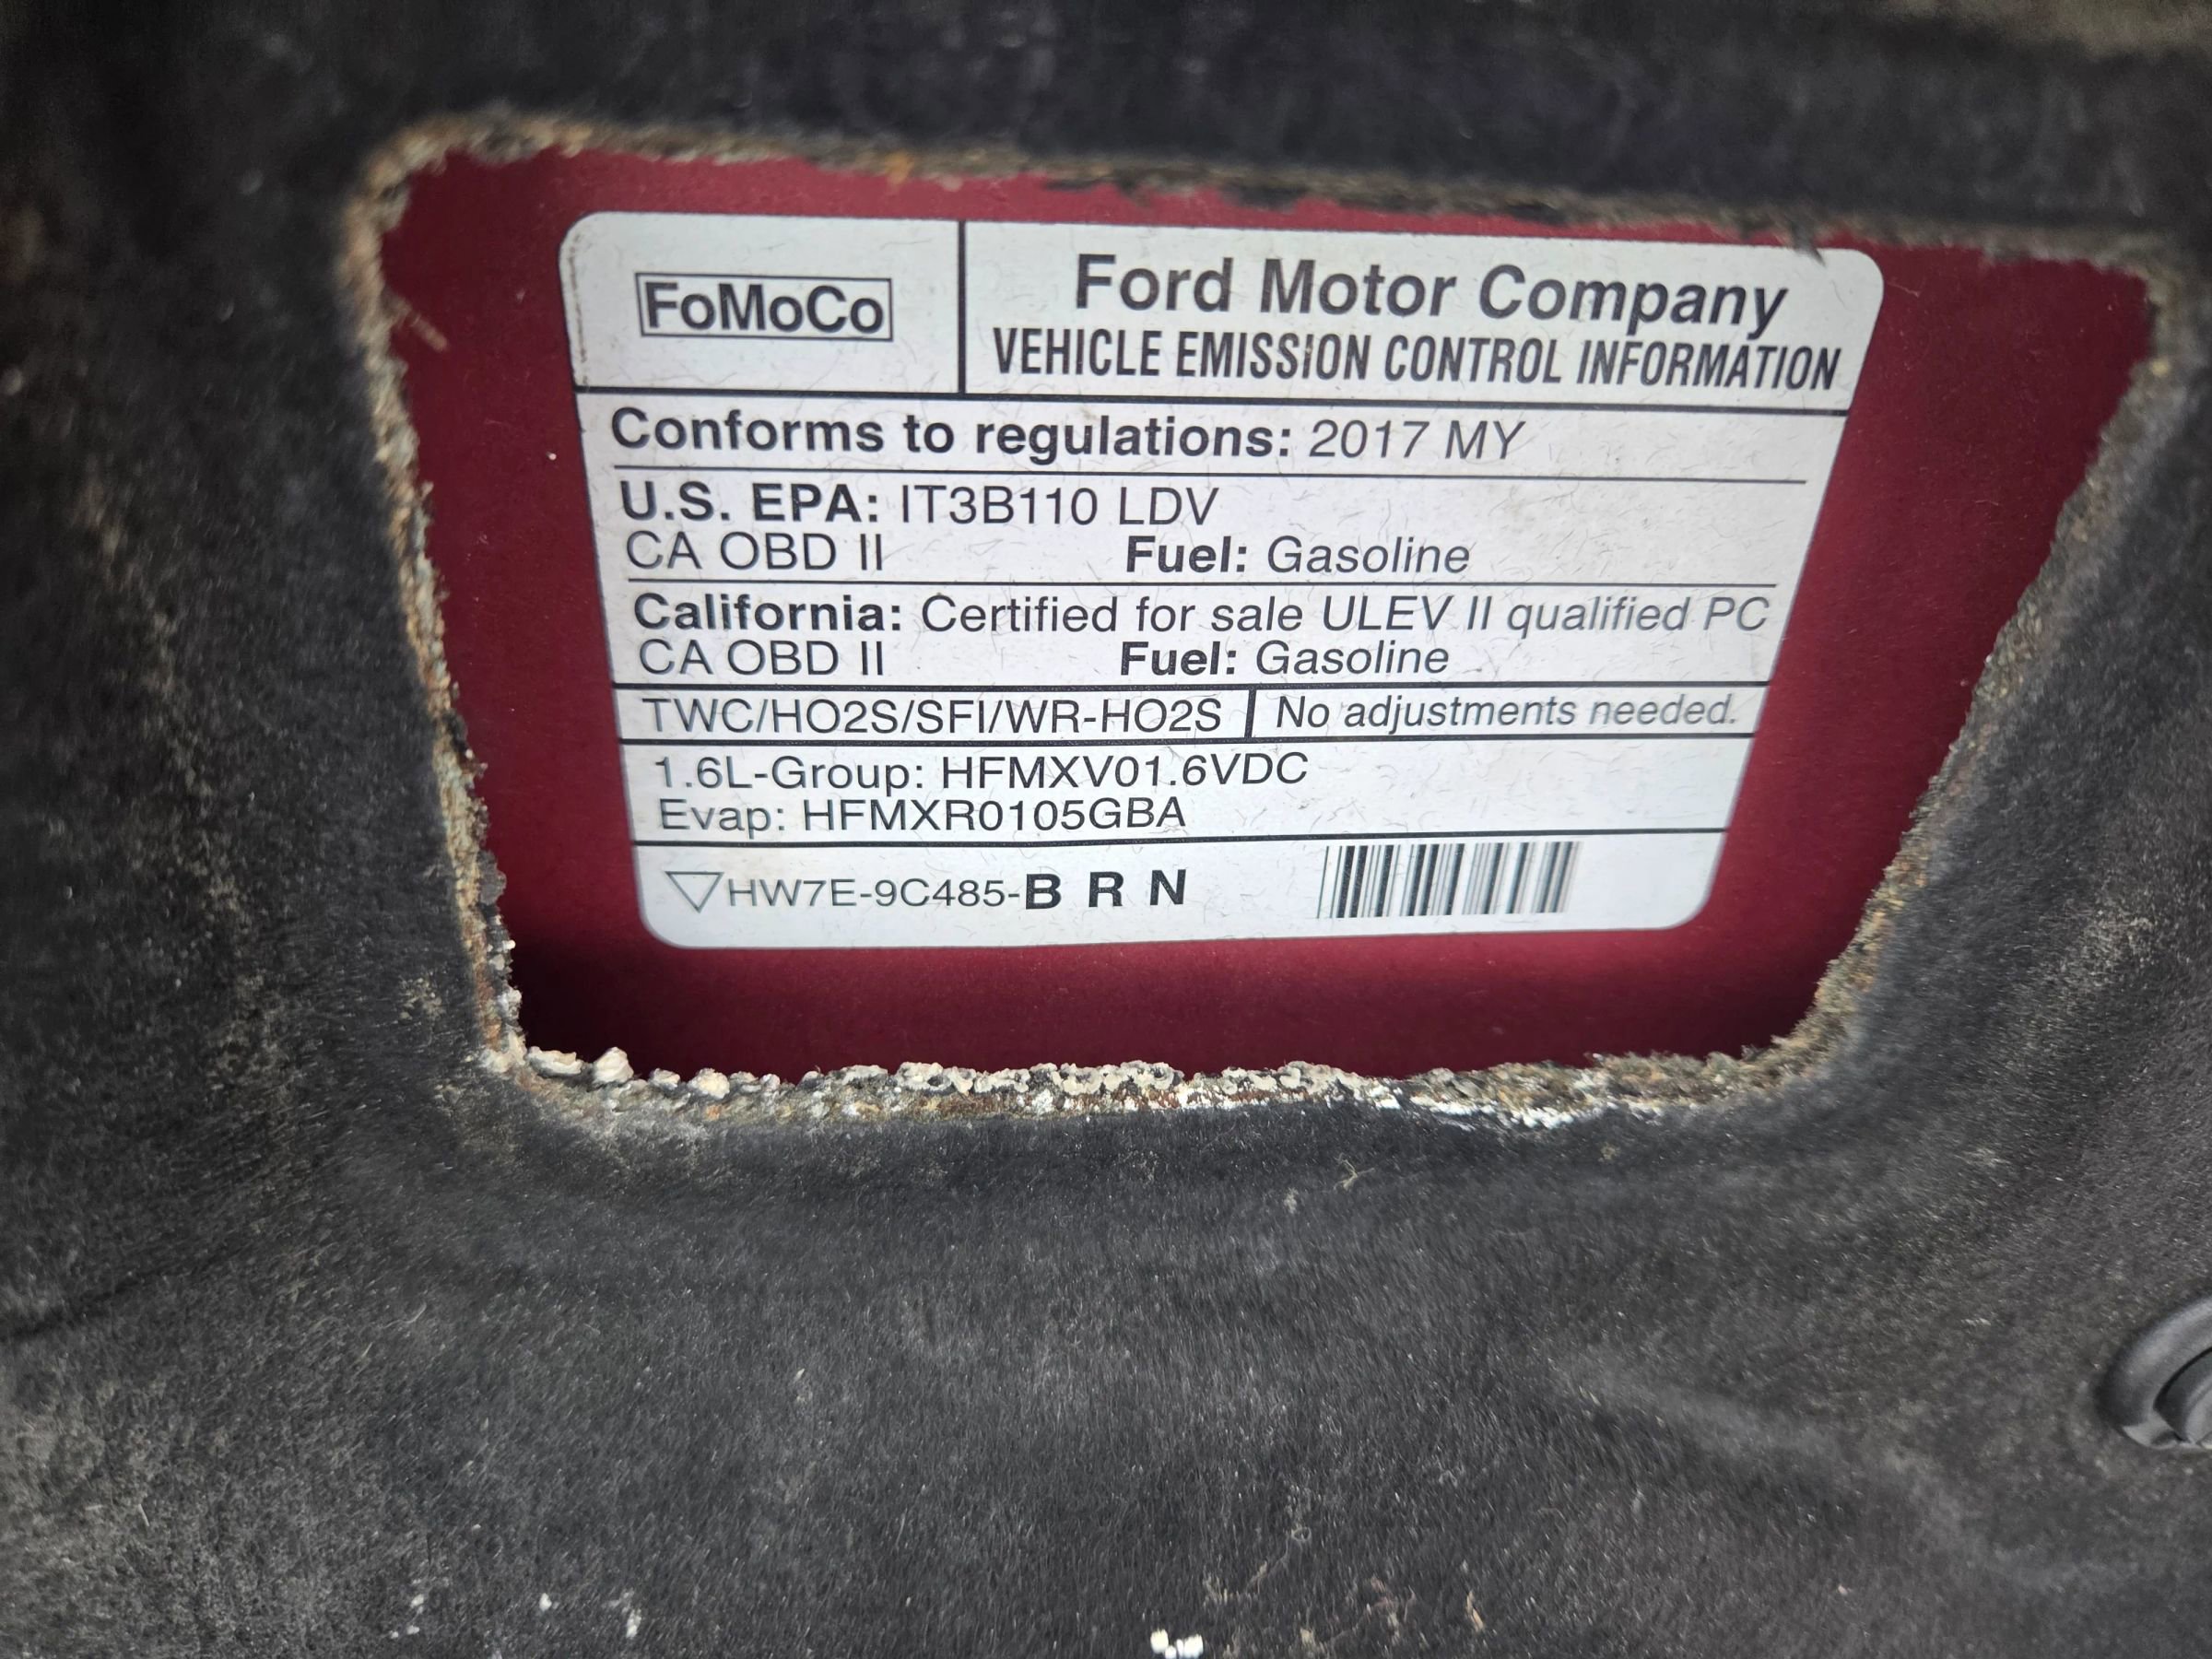 FoMoCo
Ford Motor Company
VEHICLE EMISSION CONTROL INFORMATION
Conforms to regulations: 2017 MY
U.S. EPA: IT3B110 LDV
CA OBD II Fuel: Gasoline
California: Certified for sale ULEV II qualified PC
CA OBD II Fuel: Gasoline
TWC/HO2S/SFI/WR-HO2S No adjustments needed.
1.6L-Group: HFMXV01.6VDC
Evap: HFMXR0105GBA
HW7E-9C485-B R N